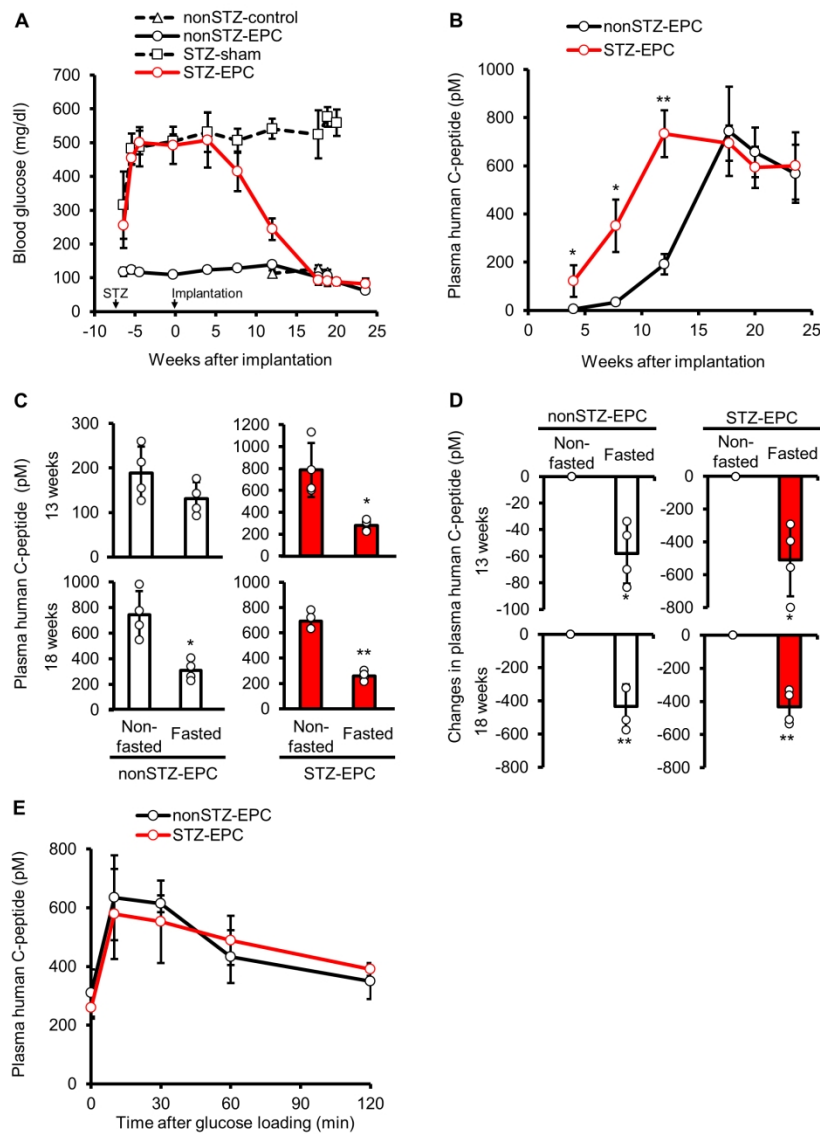 A
nonSTZ-control
nonSTZ-EPC
STZ-sham
STZ-EPC
Blood glucose (mg/dl)
700
600
500
400
300
200
100
0
STZ
Implantation
-10 -5 0 5 10 15 20 25
Weeks after implantation
B
nonSTZ-EPC
STZ-EPC
Plasma human C-peptide (pM)
1000
800
600
400
200
0
*
*
**
0 5 10 15 20 25
Weeks after implantation
C
Plasma human C-peptide (pM)
13 weeks
300
200
100
0
1200
1000
800
600
400
200
0
*
18 weeks
1000
800
600
400
200
0
*
1000
800
600
400
200
0
**
Non-fasted Fasted
Non-fasted Fasted
nonSTZ-EPC
STZ-EPC
D
nonSTZ-EPC
STZ-EPC
Non-fasted Fasted
Non-fasted Fasted
Changes in plasma human C-peptide (pM)
13 weeks
0
-20
-40
-60
-80
-100
*
0
-200
-400
-600
-800
*
18 weeks
0
-200
-400
-600
-800
**
0
-200
-400
-600
-800
**
E
nonSTZ-EPC
STZ-EPC
Plasma human C-peptide (pM)
800
600
400
200
0
0 30 60 90 120
Time after glucose loading (min)